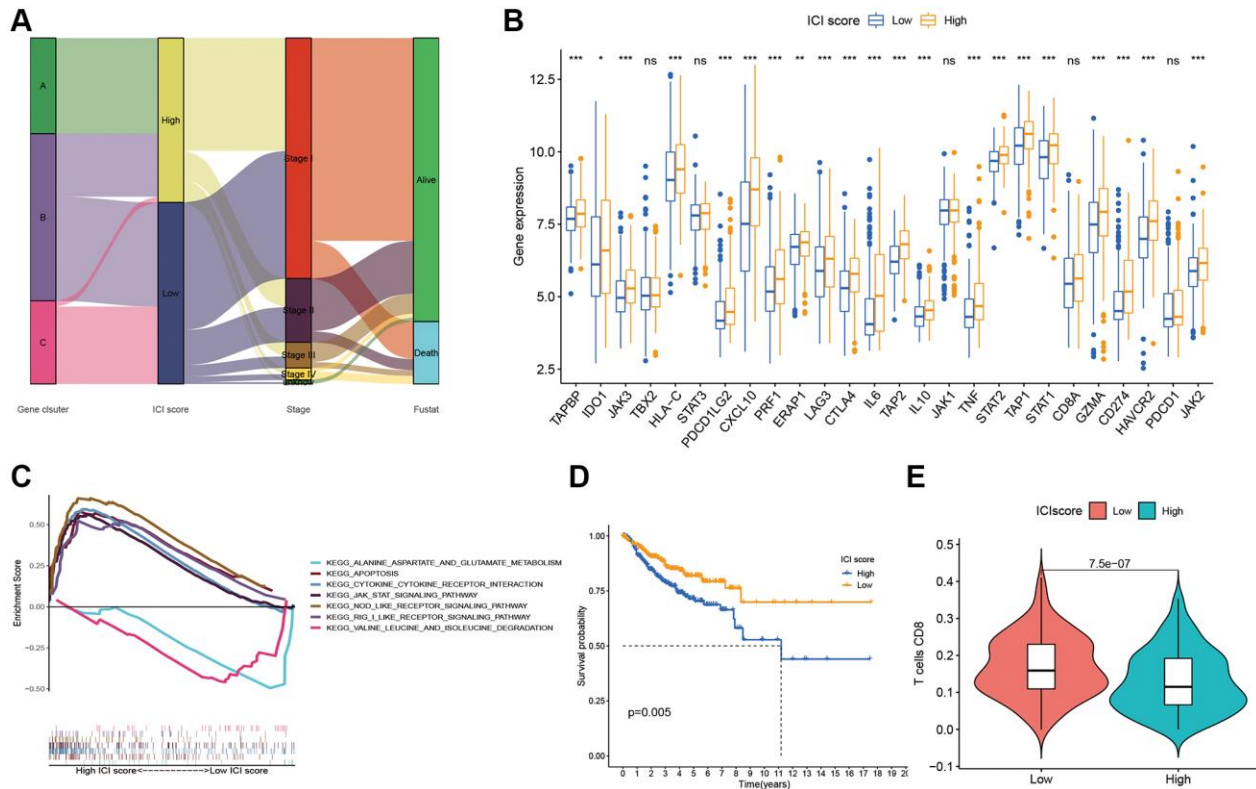 A
A
B
C
High
Low
Stage I
Stage II
Stage III
Stage IV
unknow
Alive
Death
Gene clsuter
ICI score
Stage
Fustat
B
ICI score Low High
*** * *** ns *** ns *** *** *** ** *** *** *** *** *** ns *** *** *** *** ns *** *** *** ns ***
Gene expression
12.5
10.0
7.5
5.0
2.5
TAPBP
IDO1
JAK3
TBX2
HLA-C
STAT3
PDCD1LG2
CXCL10
PRF1
ERAP1
LAG3
CTLA4
IL6
TAP2
IL10
JAK1
TNF
STAT2
TAP1
STAT1
CD8A
GZMA
CD274
HAVCR2
PDCD1
JAK2
C
Enrichment Score
0.50
0.25
0.00
−0.25
−0.50
KEGG_ALANINE_ASPARTATE_AND_GLUTAMATE_METABOLISM
KEGG_APOPTOSIS
KEGG_CYTOKINE_CYTOKINE_RECEPTOR_INTERACTION
KEGG_JAK_STAT_SIGNALING_PATHWAY
KEGG_NOD_LIKE_RECEPTOR_SIGNALING_PATHWAY
KEGG_RIG_I_LIKE_RECEPTOR_SIGNALING_PATHWAY
KEGG_VALINE_LEUCINE_AND_ISOLEUCINE_DEGRADATION
High ICI score<----------->Low ICI score
D
Survival probability
1.00
0.75
0.50
0.25
0.00
ICI score
High
Low
p=0.005
0 1 2 3 4 5 6 7 8 9 10 11 12 13 14 15 16 17 18 19 20
Time(years)
E
ICIscore Low High
7.5e−07
T cells CD8
0.5
0.4
0.3
0.2
0.1
0.0
−0.1
Low
High